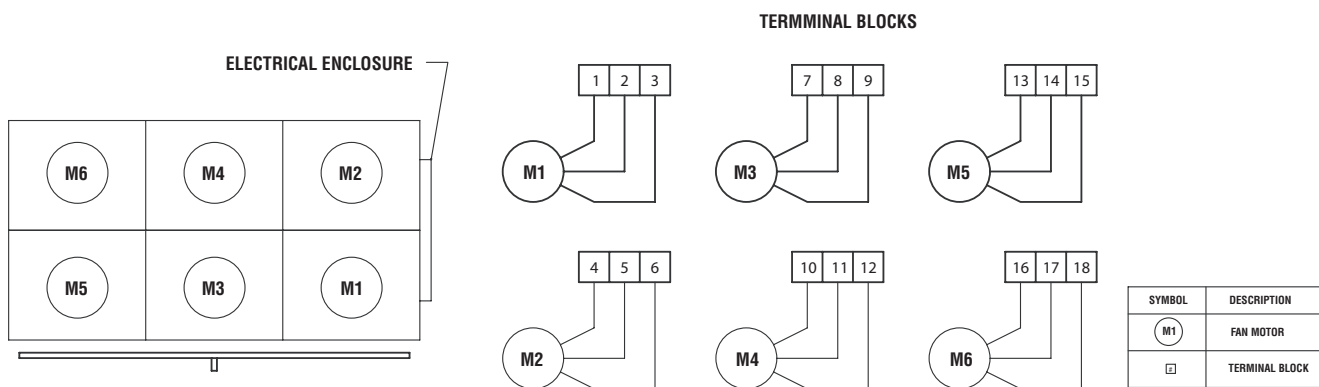 TERMMINAL BLOCKS
ELECTRICAL ENCLOSURE
M6 M4 M2
M5 M3 M1
1 2 3
M1
7 8 9
M3
13 14 15
M5
4 5 6
M2
10 11 12
M4
16 17 18
M6
SYMBOL DESCRIPTION
M1 FAN MOTOR
# TERMINAL BLOCK